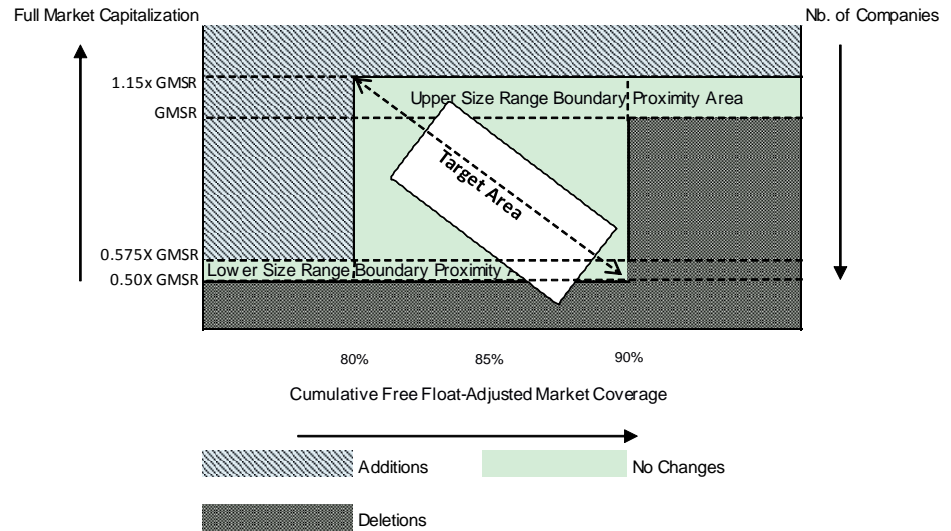 Full Market Capitalization
Nb. of Companies
1.15x GMSR
Upper Size Range Boundary Proximity Area
GMSR
Target Area
0.575X GMSR
Lower Size Range Boundary Proximity
0.50X GMSR
80%
85%
90%
Cumulative Free Float-Adjusted Market Coverage
Additions
No Changes
Deletions